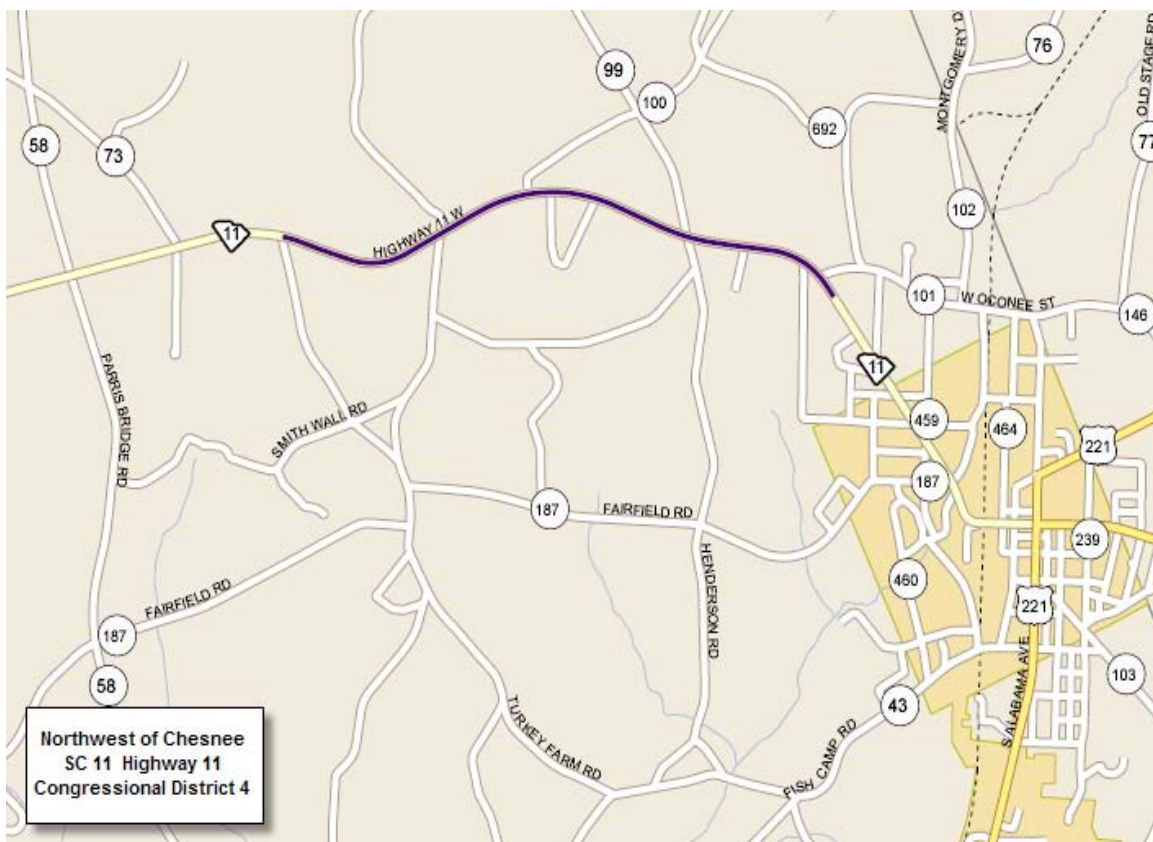 76
99
100
692
58
73
MONTGOMERY D
OLD STAGE RD
77
102
11
HIGHWAY 11 W
101
W OCONEE ST
146
11
PARRIS BRIDGE RD
SMITH WALL RD
459
464
221
187
187
FAIRFIELD RD
239
HENDERSON RD
460
221
FAIRFIELD RD
187
58
103
43
S ALABAMA AVE
TURKEY FARM RD
FISH CAMP RD
Northwest of Chesnee
SC 11 Highway 11
Congressional District 4